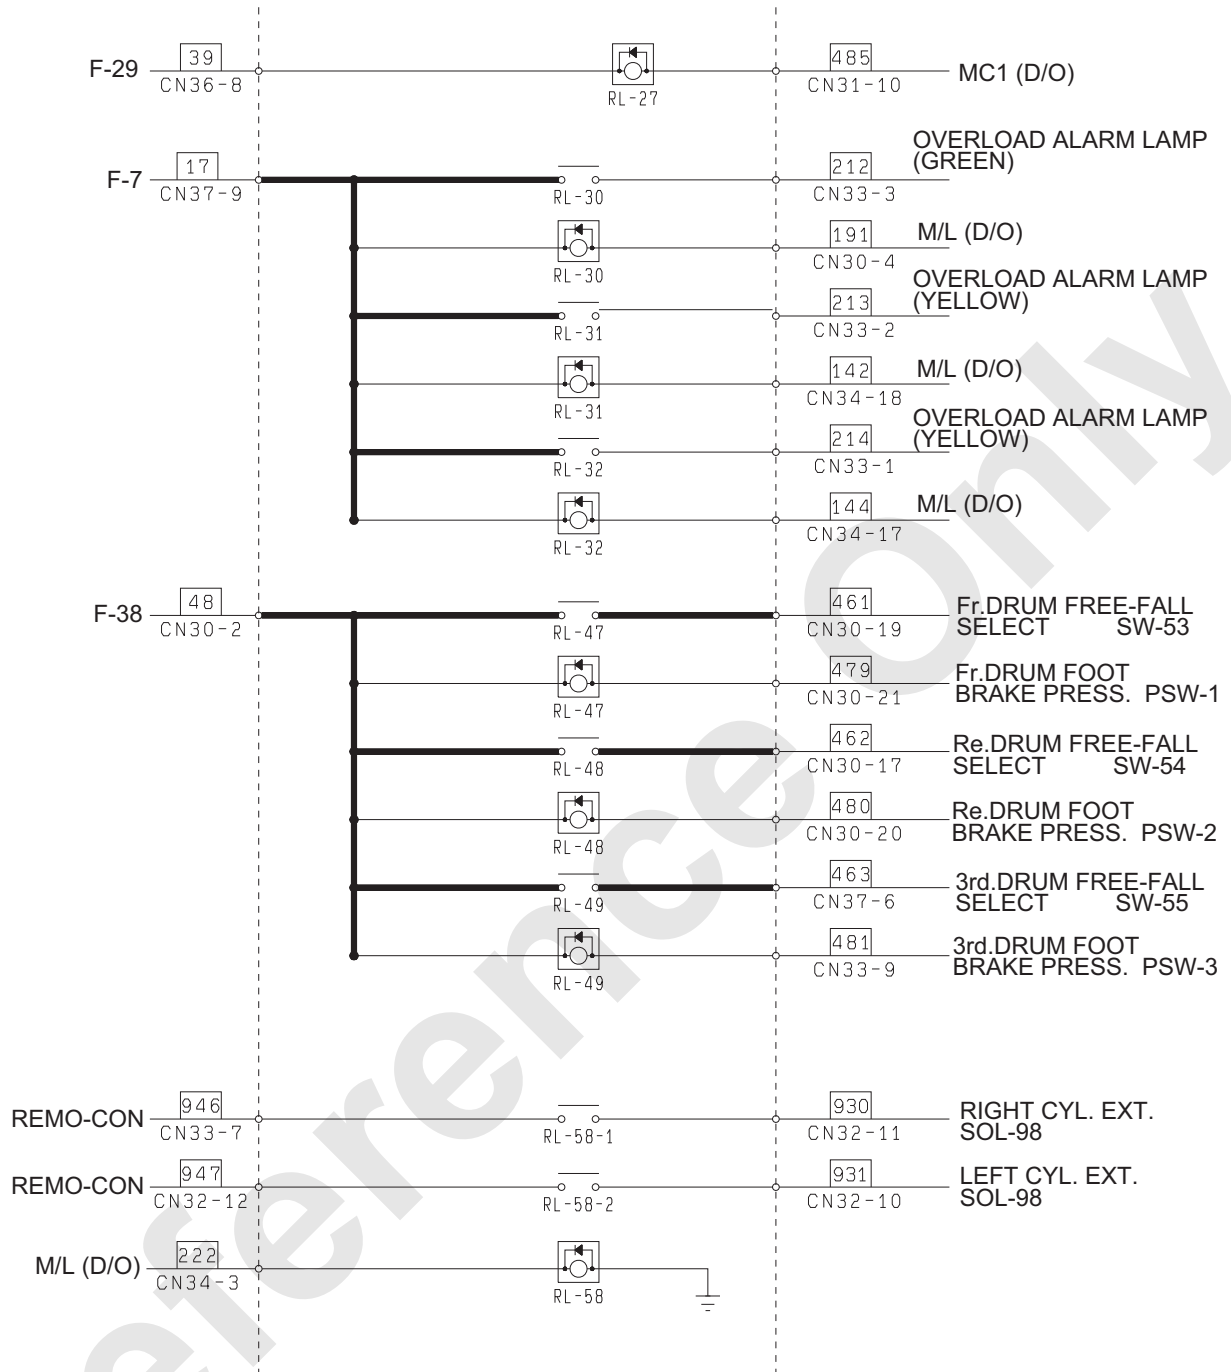 39
485
F-29
MC1 (D/O)
CN36-8
RL-27
CN31-10
OVERLOAD ALARM LAMP
(GREEN)
17
212
F-7
CN37-9
RL-30
CN33-3
191
M/L (D/O)
RL-30
CN30-4
OVERLOAD ALARM LAMP
(YELLOW)
213
RL-31
CN33-2
142
M/L (D/O)
RL-31
CN34-18
OVERLOAD ALARM LAMP
(YELLOW)
214
RL-32
CN33-1
144
M/L (D/O)
RL-32
CN34-17
48
461
Fr.DRUM FREE-FALL
F-38
CN30-2
RL-47
CN30-19
SELECT SW-53
479
Fr.DRUM FOOT
RL-47
CN30-21
BRAKE PRESS. PSW-1
462
Re.DRUM FREE-FALL
RL-48
CN30-17
SELECT SW-54
480
Re.DRUM FOOT
RL-48
CN30-20
BRAKE PRESS. PSW-2
463
3rd.DRUM FREE-FALL
RL-49
CN37-6
SELECT SW-55
481
3rd.DRUM FOOT
RL-49
CN33-9
BRAKE PRESS. PSW-3
946
930
RIGHT CYL. EXT.
REMO-CON
CN33-7
RL-58-1
CN32-11
SOL-98
947
931
LEFT CYL. EXT.
REMO-CON
CN32-12
RL-58-2
CN32-10
SOL-98
222
M/L (D/O)
CN34-3
RL-58
eference Only